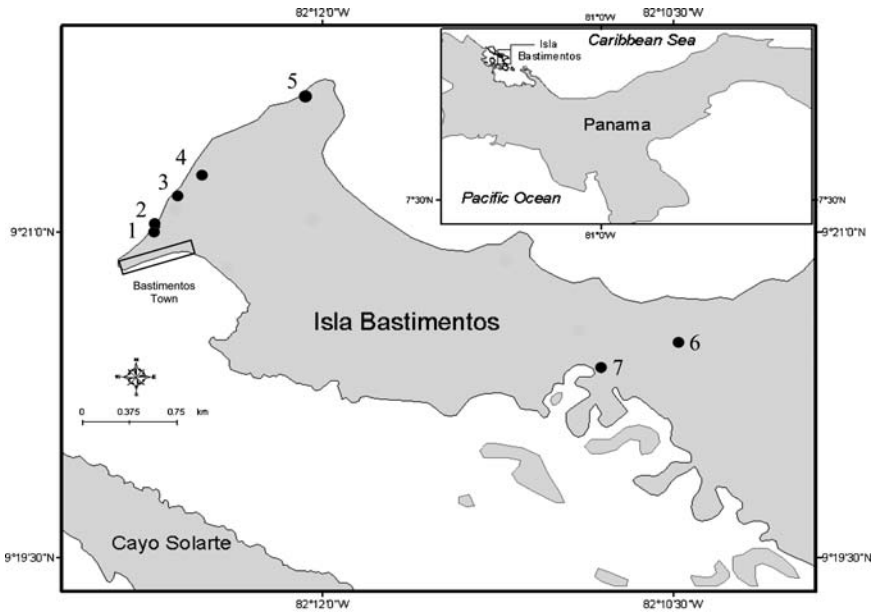 82°12'0"W
81°0'W
82°10'30"W
Isla
Bastimentos
Caribbean Sea
Panama
Pacific Ocean
7°30'N
7°30'N
81°0'W
5
4
3
2
1
9°21'0"N
9°21'0"N
Bastimentos
Town
Isla Bastimentos
6
7
N
W
E
S
0 0.375 0.75 km
Cayo Solarte
9°19'30"N
9°19'30"N
82°12'0"W
82°10'30"W